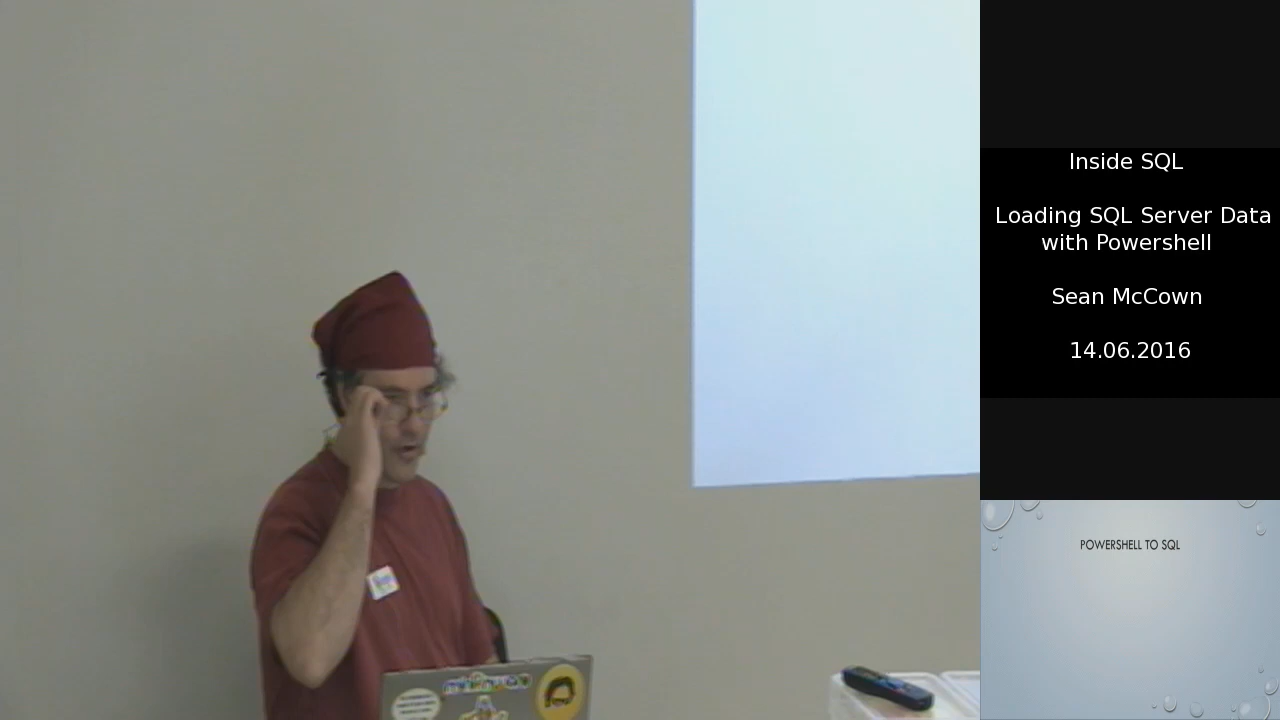 Inside SQL
Loading SQL Server Data
with Powershell
Sean McCown
14.06.2016
POWERSHELL TO SQL